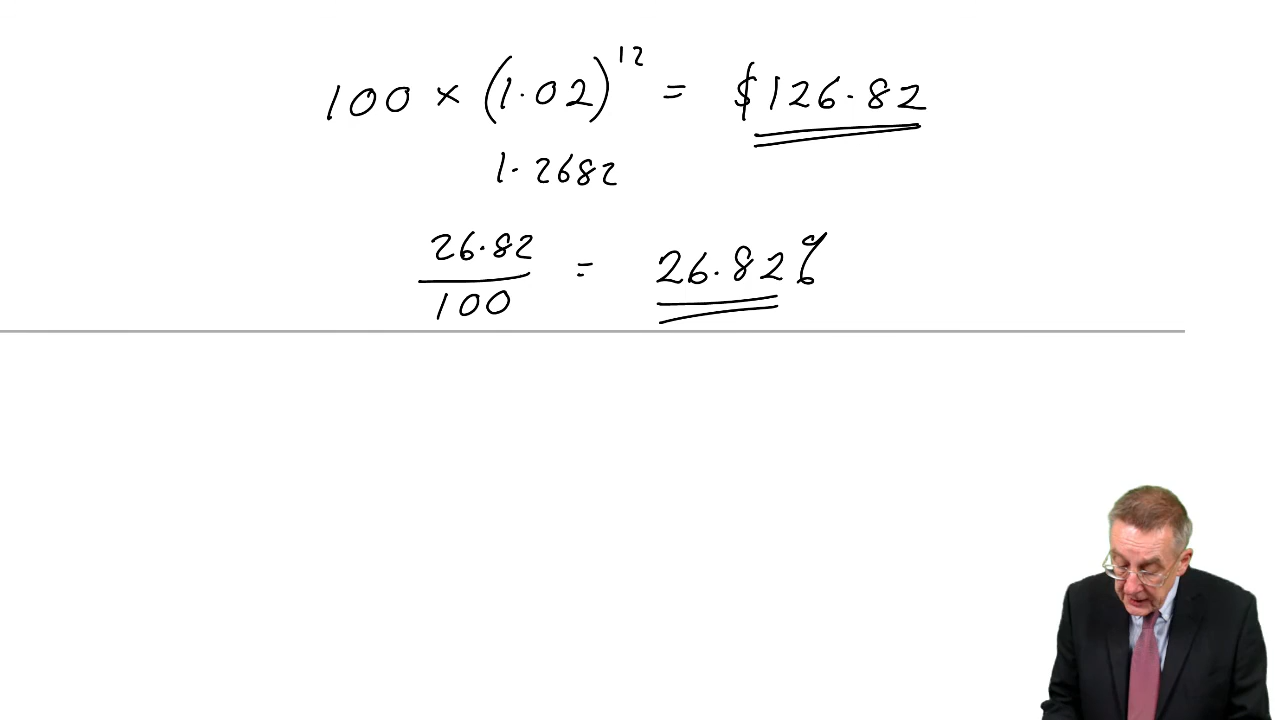 100 × (1.02)^12 = $126.82
1.2682
26.82/100 = 26.82%